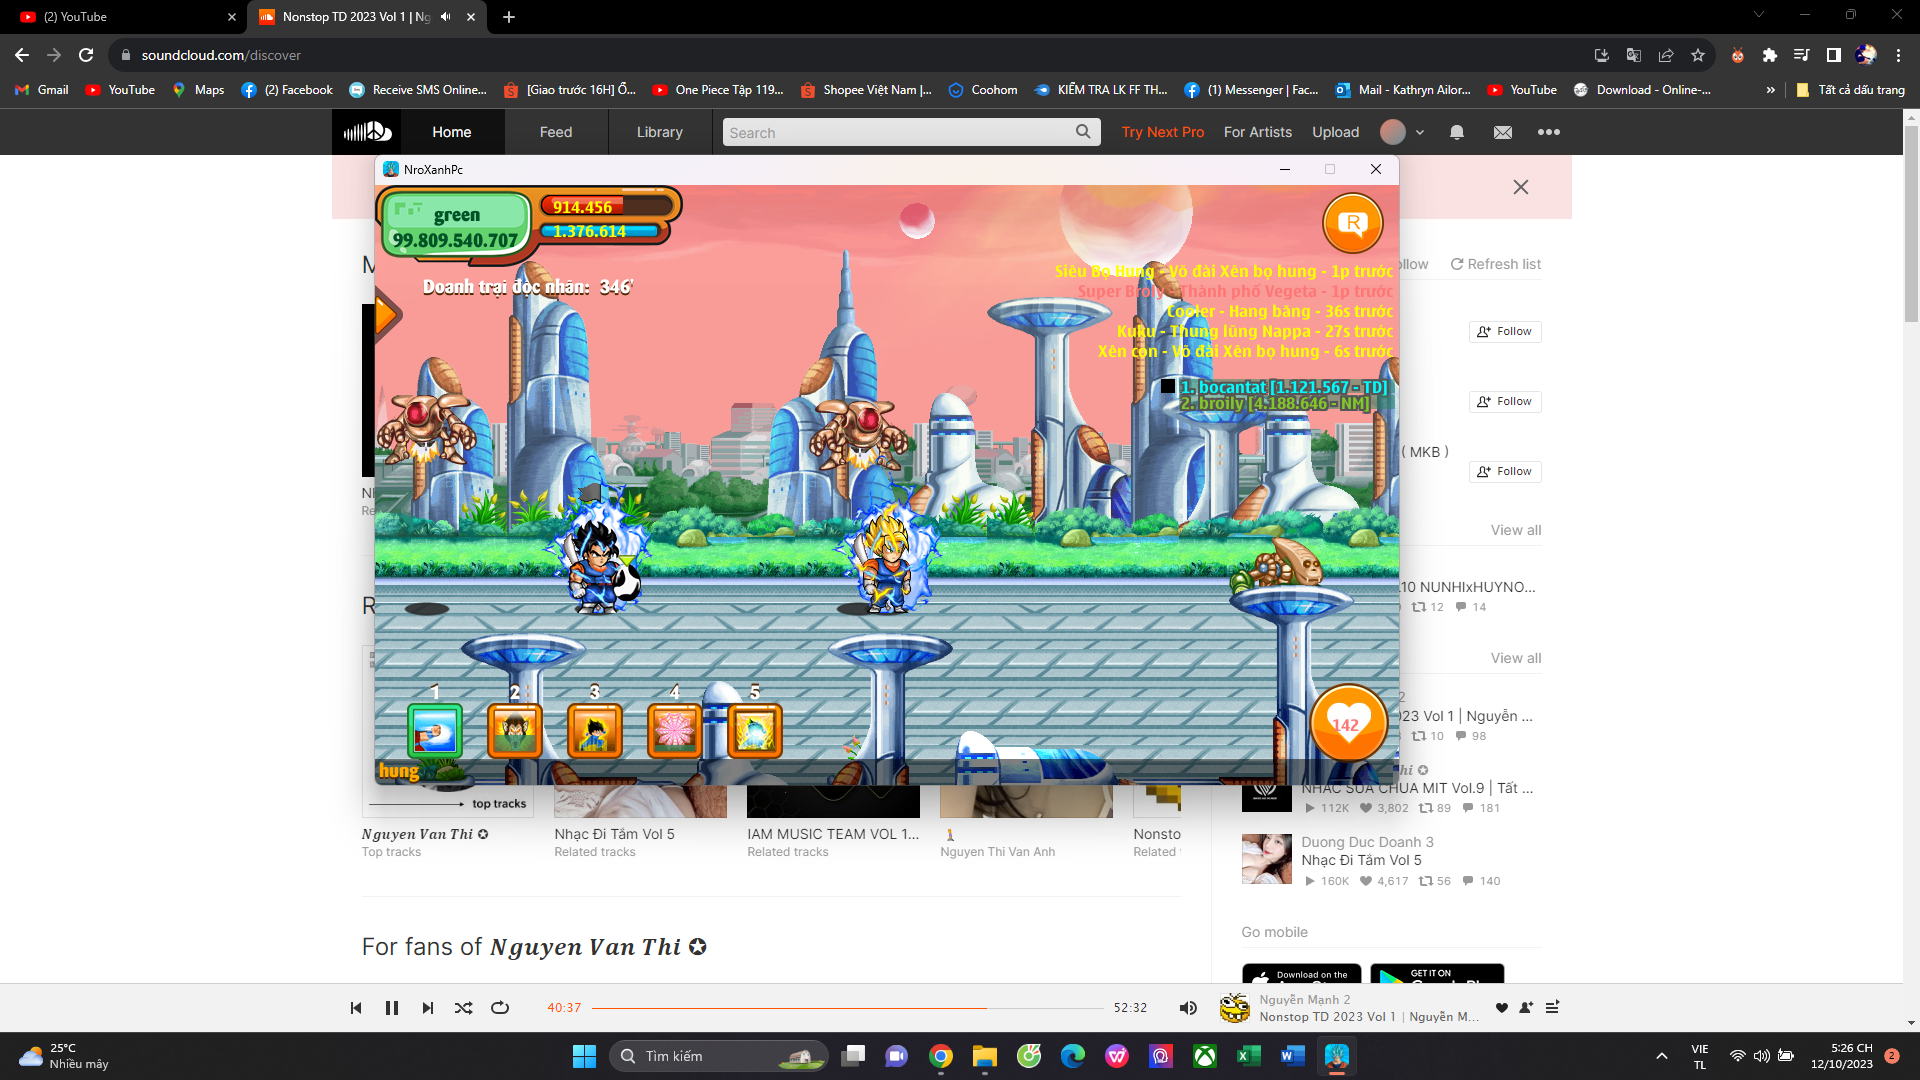 (2) YouTube
Nonstop TD 2023 Vol 1 | Ng
soundcloud.com/discover
Gmail
YouTube
Maps
(2) Facebook
Receive SMS Online...
[Giao trước 16H] Ố...
One Piece Tập 119...
Shopee Việt Nam |...
Coohom
KIỂM TRA LK FF TH...
(1) Messenger | Fac...
Mail - Kathryn Ailor...
YouTube
Download - Online-...
»
Tất cả dấu trang
Home
Feed
Library
Search
Try Next Pro
For Artists
Upload
NroXanhPc
green
99.809.540.707
914.456
1.376.614
R
Doanh trại độc nhãn: 346'
Siêu Bọ Hung - Võ đài Xên bọ hung - 1p trước
Super Broly - Thành phố Vegeta - 1p trước
Cooler - Hang băng - 36s trước
Kuku - Thung lũng Nappa - 27s trước
Xên con - Võ đài Xên bọ hung - 6s trước
1. bocantat [1.121.567 - TD]
2. broily [4.188.646 - NM]
1
2
3
4
5
142
hung
M
ollow
Refresh list
Follow
Follow
( MKB )
Follow
View all
10 NUNHIxHUYNO...
12
14
View all
2
023 Vol 1 | Nguyễn ...
10
98
NHẠC SÚA CHUA MIT Vol.9 | Tất ...
112K
3,802
89
181
Duong Duc Doanh 3
Nhạc Đi Tắm Vol 5
160K
4,617
56
140
top tracks
Nguyen Van Thi ✪
Top tracks
Nhạc Đi Tắm Vol 5
Related tracks
IAM MUSIC TEAM VOL 1...
Related tracks
Nguyen Thi Van Anh
Nonsto
Related
For fans of Nguyen Van Thi ✪
Go mobile
Download on the
GET IT ON
40:37
52:32
Nguyễn Mạnh 2
Nonstop TD 2023 Vol 1 | Nguyễn M...
25°C
Nhiều mây
Tìm kiếm
VIE
TL
5:26 CH
12/10/2023
2